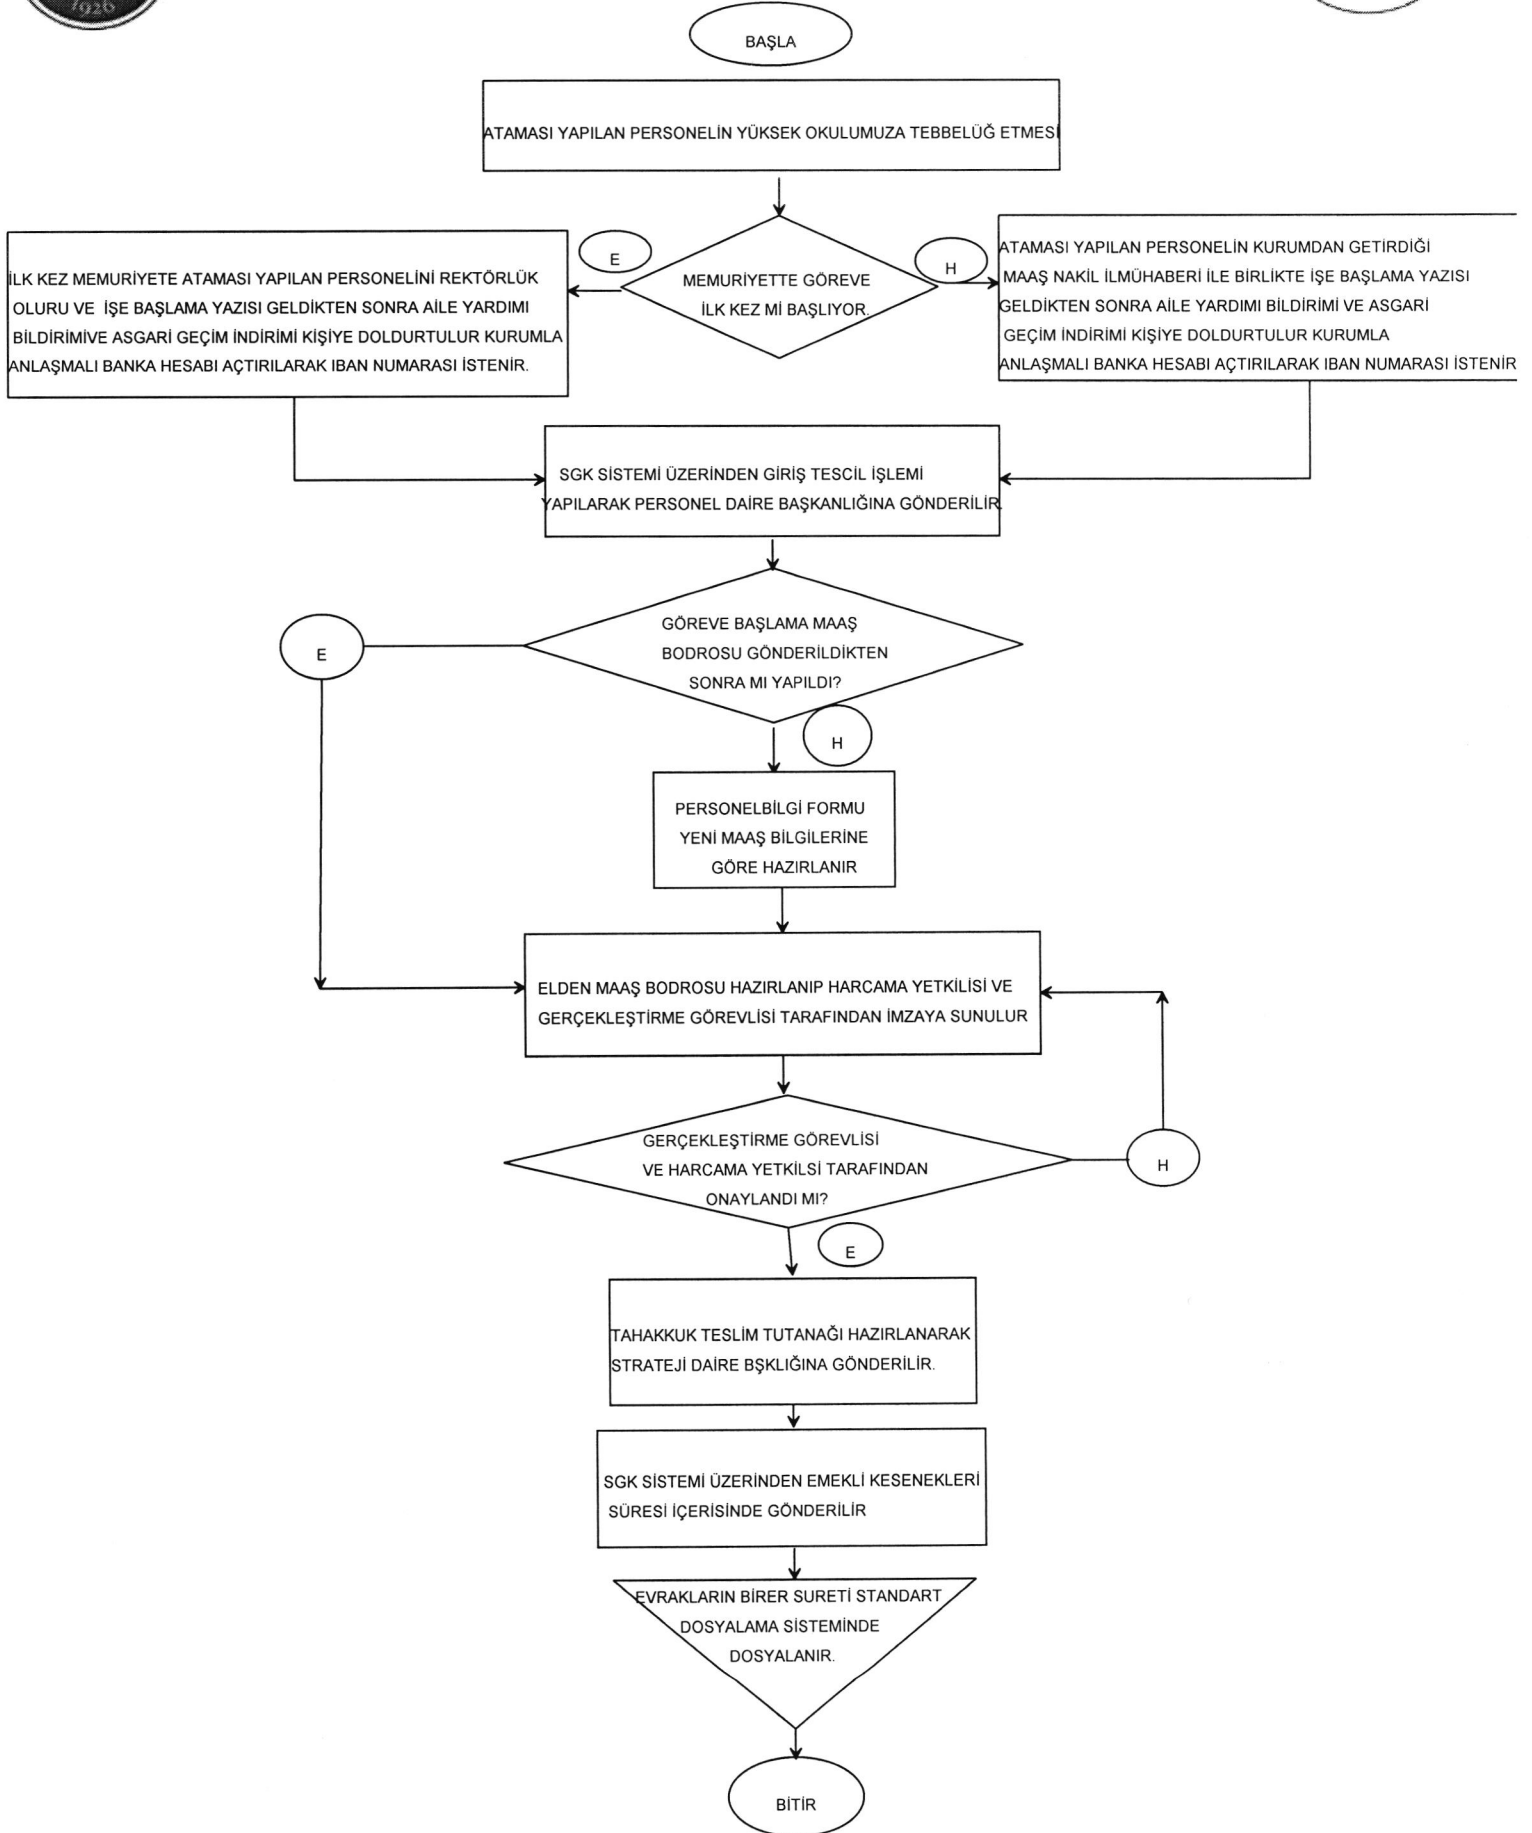 1926
BAŞLA
ATAMASI YAPILAN PERSONELİN YÜKSEK OKULUMUZA TEBBELÜĞ ETMESİ
E
H
MEMURİYETTE GÖREVE
İLK KEZ Mİ BAŞLIYOR.
İLK KEZ MEMURİYETE ATAMASI YAPILAN PERSONELİNİ REKTÖRLÜK
OLURU VE İŞE BAŞLAMA YAZISI GELDİKTEN SONRA AİLE YARDIMI
BİLDİRİMİVE ASGARİ GEÇİM İNDİRİMİ KİŞİYE DOLDURTULUR KURUMLA
ANLAŞMALI BANKA HESABI AÇTIRILARAK IBAN NUMARASI İSTENİR.
ATAMASI YAPILAN PERSONELİN KURUMDAN GETİRDİĞİ
MAAŞ NAKİL İLMÜHABERİ İLE BİRLİKTE İŞE BAŞLAMA YAZISI
GELDİKTEN SONRA AİLE YARDIMI BİLDİRİMİ VE ASGARİ
GEÇİM İNDİRİMİ KİŞİYE DOLDURTULUR KURUMLA
ANLAŞMALI BANKA HESABI AÇTIRILARAK IBAN NUMARASI İSTENİR
SGK SİSTEMİ ÜZERİNDEN GİRİŞ TESCİL İŞLEMİ
YAPILARAK PERSONEL DAİRE BAŞKANLIĞINA GÖNDERİLİR.
GÖREVE BAŞLAMA MAAŞ
BODROSU GÖNDERİLDİKTEN
SONRA MI YAPILDI?
E
H
PERSONELBİLGİ FORMU
YENİ MAAŞ BİLGİLERİNE
GÖRE HAZIRLANIR
ELDEN MAAŞ BODROSU HAZIRLANIP HARCAMA YETKİLİSİ VE
GERÇEKLEŞTİRME GÖREVLİSİ TARAFINDAN İMZAYA SUNULUR
GERÇEKLEŞTİRME GÖREVLİSİ
VE HARCAMA YETKİLSİ TARAFINDAN
ONAYLANDI MI?
H
E
TAHAKKUK TESLİM TUTANAĞI HAZIRLANARAK
STRATEJİ DAİRE BŞKLIĞINA GÖNDERİLİR.
SGK SİSTEMİ ÜZERİNDEN EMEKLİ KESENEKLERİ
SÜRESİ İÇERİSİNDE GÖNDERİLİR
EVRAKLARIN BİRER SURETİ STANDART
DOSYALAMA SİSTEMİNDE
DOSYALANIR.
BİTİR